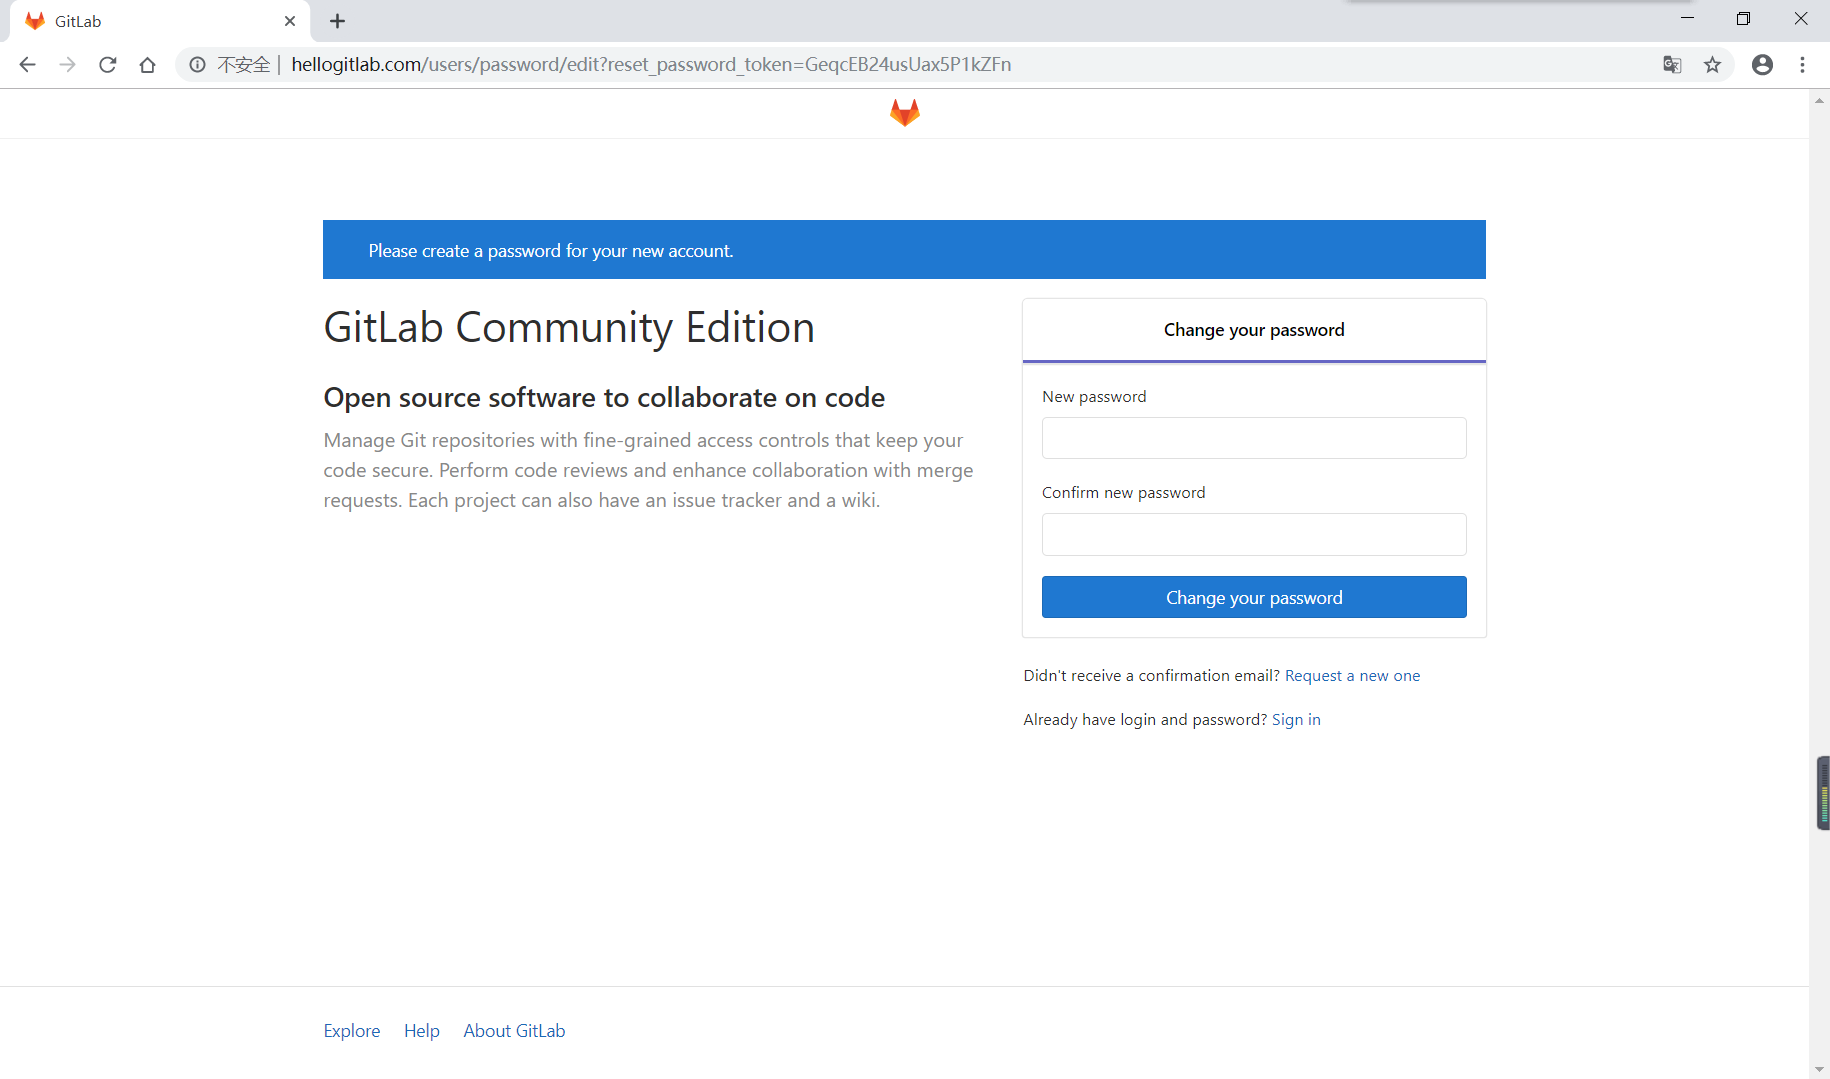 GitLab
不安全 | hellogitlab.com/users/password/edit?reset_password_token=GeqcEB24usUax5P1kZFn
Please create a password for your new account.
GitLab Community Edition
Open source software to collaborate on code
Manage Git repositories with fine-grained access controls that keep your
code secure. Perform code reviews and enhance collaboration with merge
requests. Each project can also have an issue tracker and a wiki.
Change your password
New password
Confirm new password
Change your password
Didn't receive a confirmation email? Request a new one
Already have login and password? Sign in
Explore Help About GitLab